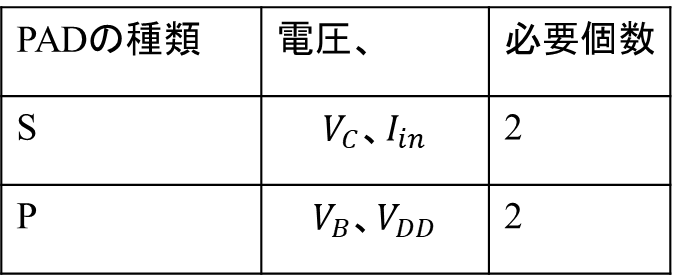 PADの種類 電圧、 必要個数
S V_C、I_in 2
P V_B、V_DD 2